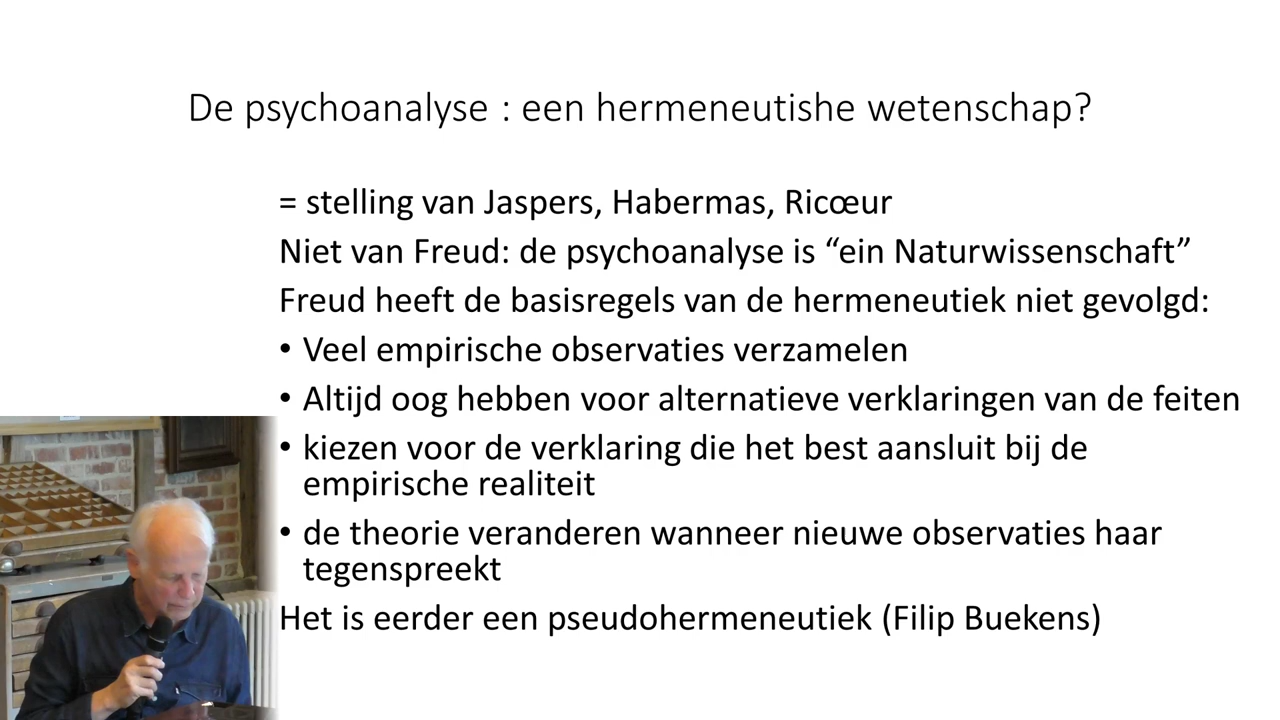 De psychoanalyse : een hermeneutishe wetenschap?
= stelling van Jaspers, Habermas, Ricœur
Niet van Freud: de psychoanalyse is “ein Naturwissenschaft”
Freud heeft de basisregels van de hermeneutiek niet gevolgd:
• Veel empirische observaties verzamelen
• Altijd oog hebben voor alternatieve verklaringen van de feiten
• kiezen voor de verklaring die het best aansluit bij de
empirische realiteit
• de theorie veranderen wanneer nieuwe observaties haar
tegenspreekt
Het is eerder een pseudohermeneutiek (Filip Buekens)